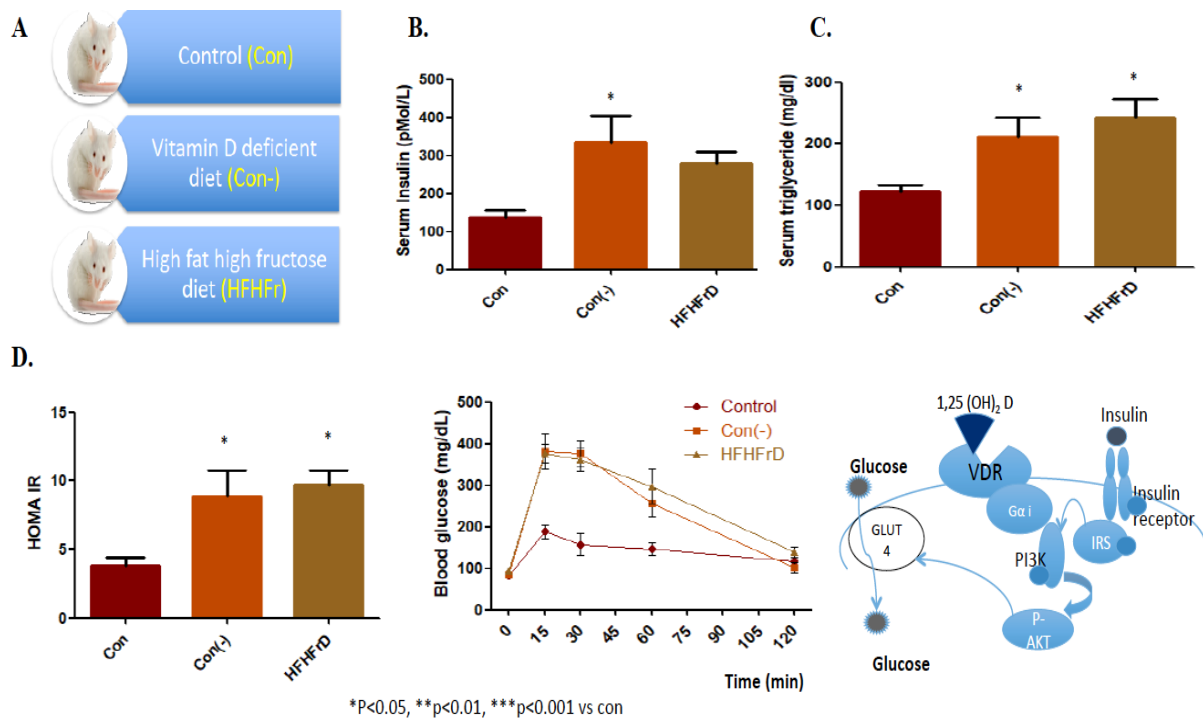 A
Control (Con)
Vitamin D deficient
diet (Con-)
High fat high fructose
diet (HFHFr)
B.
Serum Insulin (pMol/L)
500
400
300
200
100
0
*
Con
Con(-)
HFHFrD
C.
Serum triglyceride (mg/dl)
300
200
100
0
*
*
Con
Con(-)
HFHFrD
D.
HOMA IR
15
10
5
0
*
*
Con
Con(-)
HFHFrD
Blood glucose (mg/dL)
500
400
300
200
100
0
Control
Con(-)
HFHFrD
0
15
30
45
60
75
90
105
120
Time (min)
1,25 (OH)₂ D
Insulin
VDR
Glucose
Insulin
receptor
Gα i
GLUT
4
IRS
PI3K
P-
AKT
Glucose
*P<0.05, **p<0.01, ***p<0.001 vs con